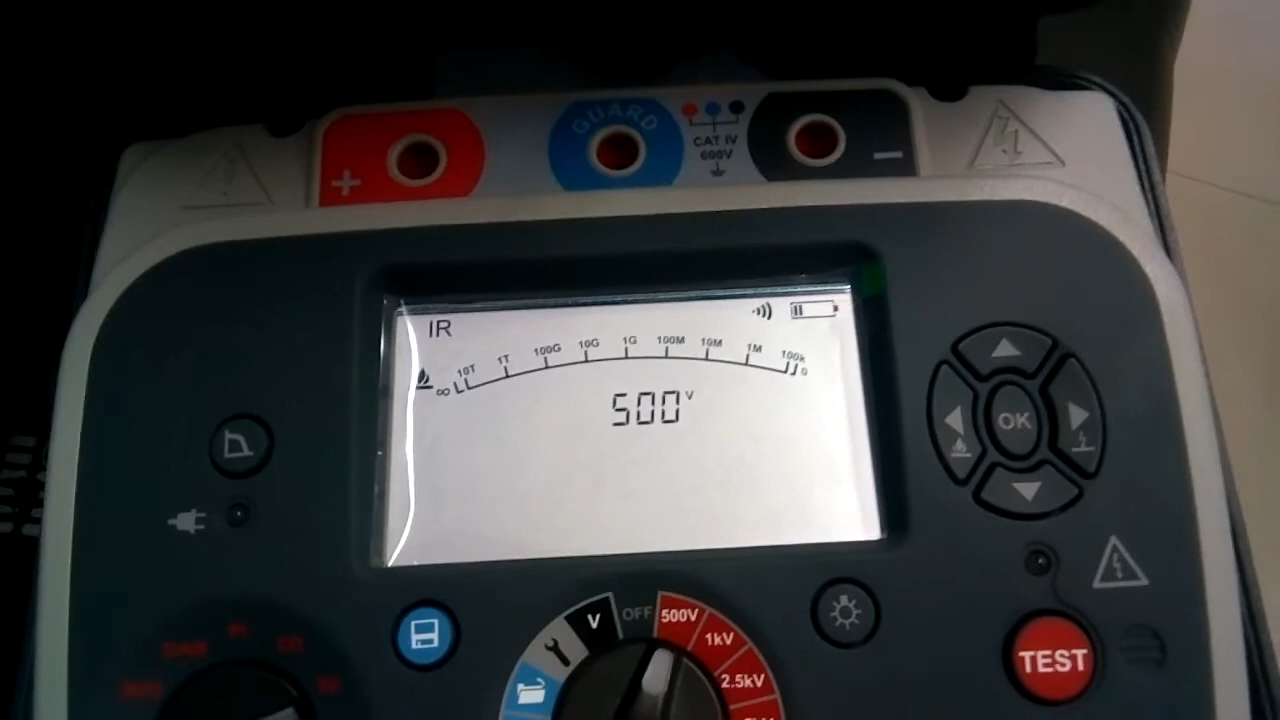 GUARD
CAT IV
600V
+
−
IR
∞ 10T 1T 100G 10G 1G 100M 10M 1M 100k 0
500 V
OK
V OFF 500V
1kV
2.5kV
TEST